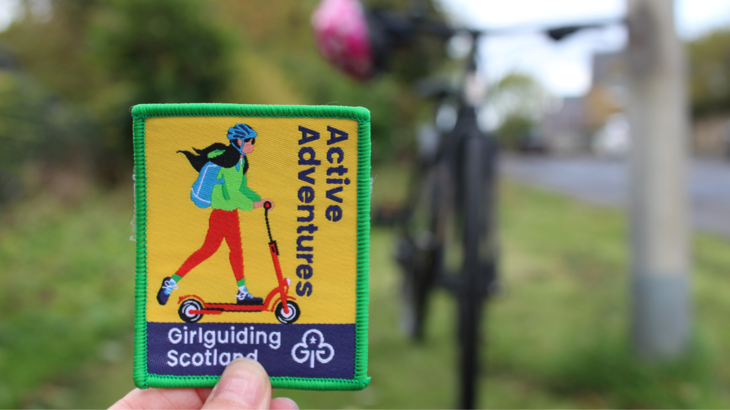 Active
Adventures
Girlguiding
Scotland